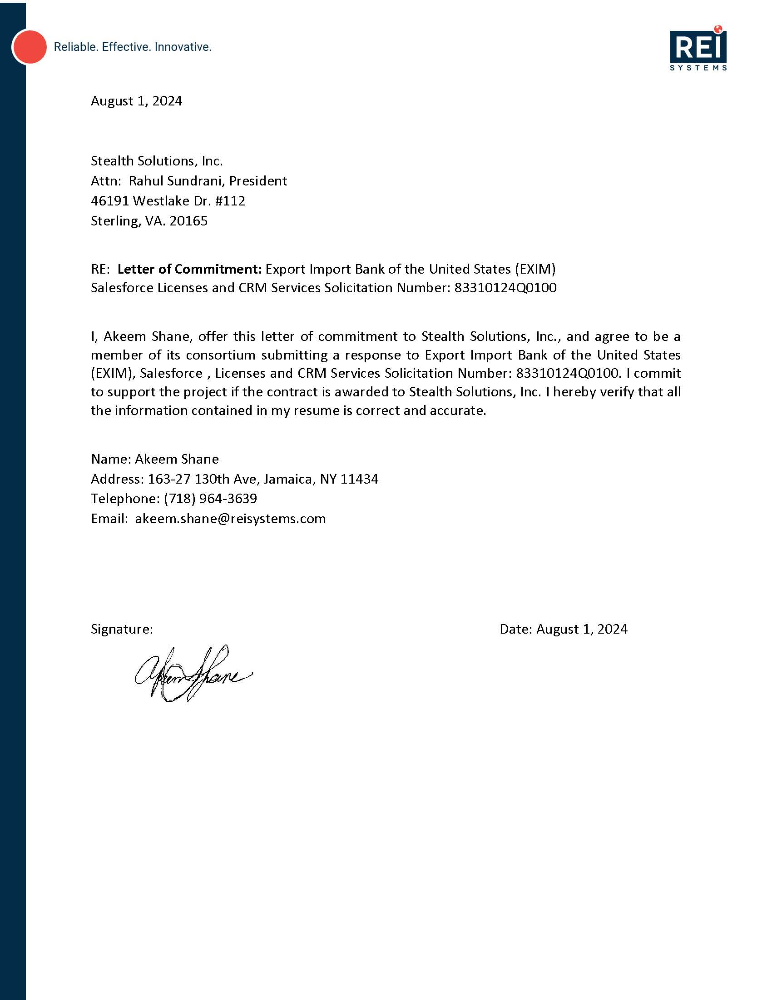 Reliable. Effective. Innovative.
REI
SYSTEMS
August 1, 2024
Stealth Solutions, Inc.
Attn:  Rahul Sundrani, President
46191 Westlake Dr. #112
Sterling, VA. 20165
RE:  Letter of Commitment: Export Import Bank of the United States (EXIM)
Salesforce Licenses and CRM Services Solicitation Number: 83310124Q0100
I, Akeem Shane, offer this letter of commitment to Stealth Solutions, Inc., and agree to be a
member of its consortium submitting a response to Export Import Bank of the United States
(EXIM), Salesforce , Licenses and CRM Services Solicitation Number: 83310124Q0100. I commit
to support the project if the contract is awarded to Stealth Solutions, Inc. I hereby verify that all
the information contained in my resume is correct and accurate.
Name: Akeem Shane
Address: 163-27 130th Ave, Jamaica, NY 11434
Telephone: (718) 964-3639
Email:  akeem.shane@reisystems.com
Signature:
Date: August 1, 2024
Akeem Shane